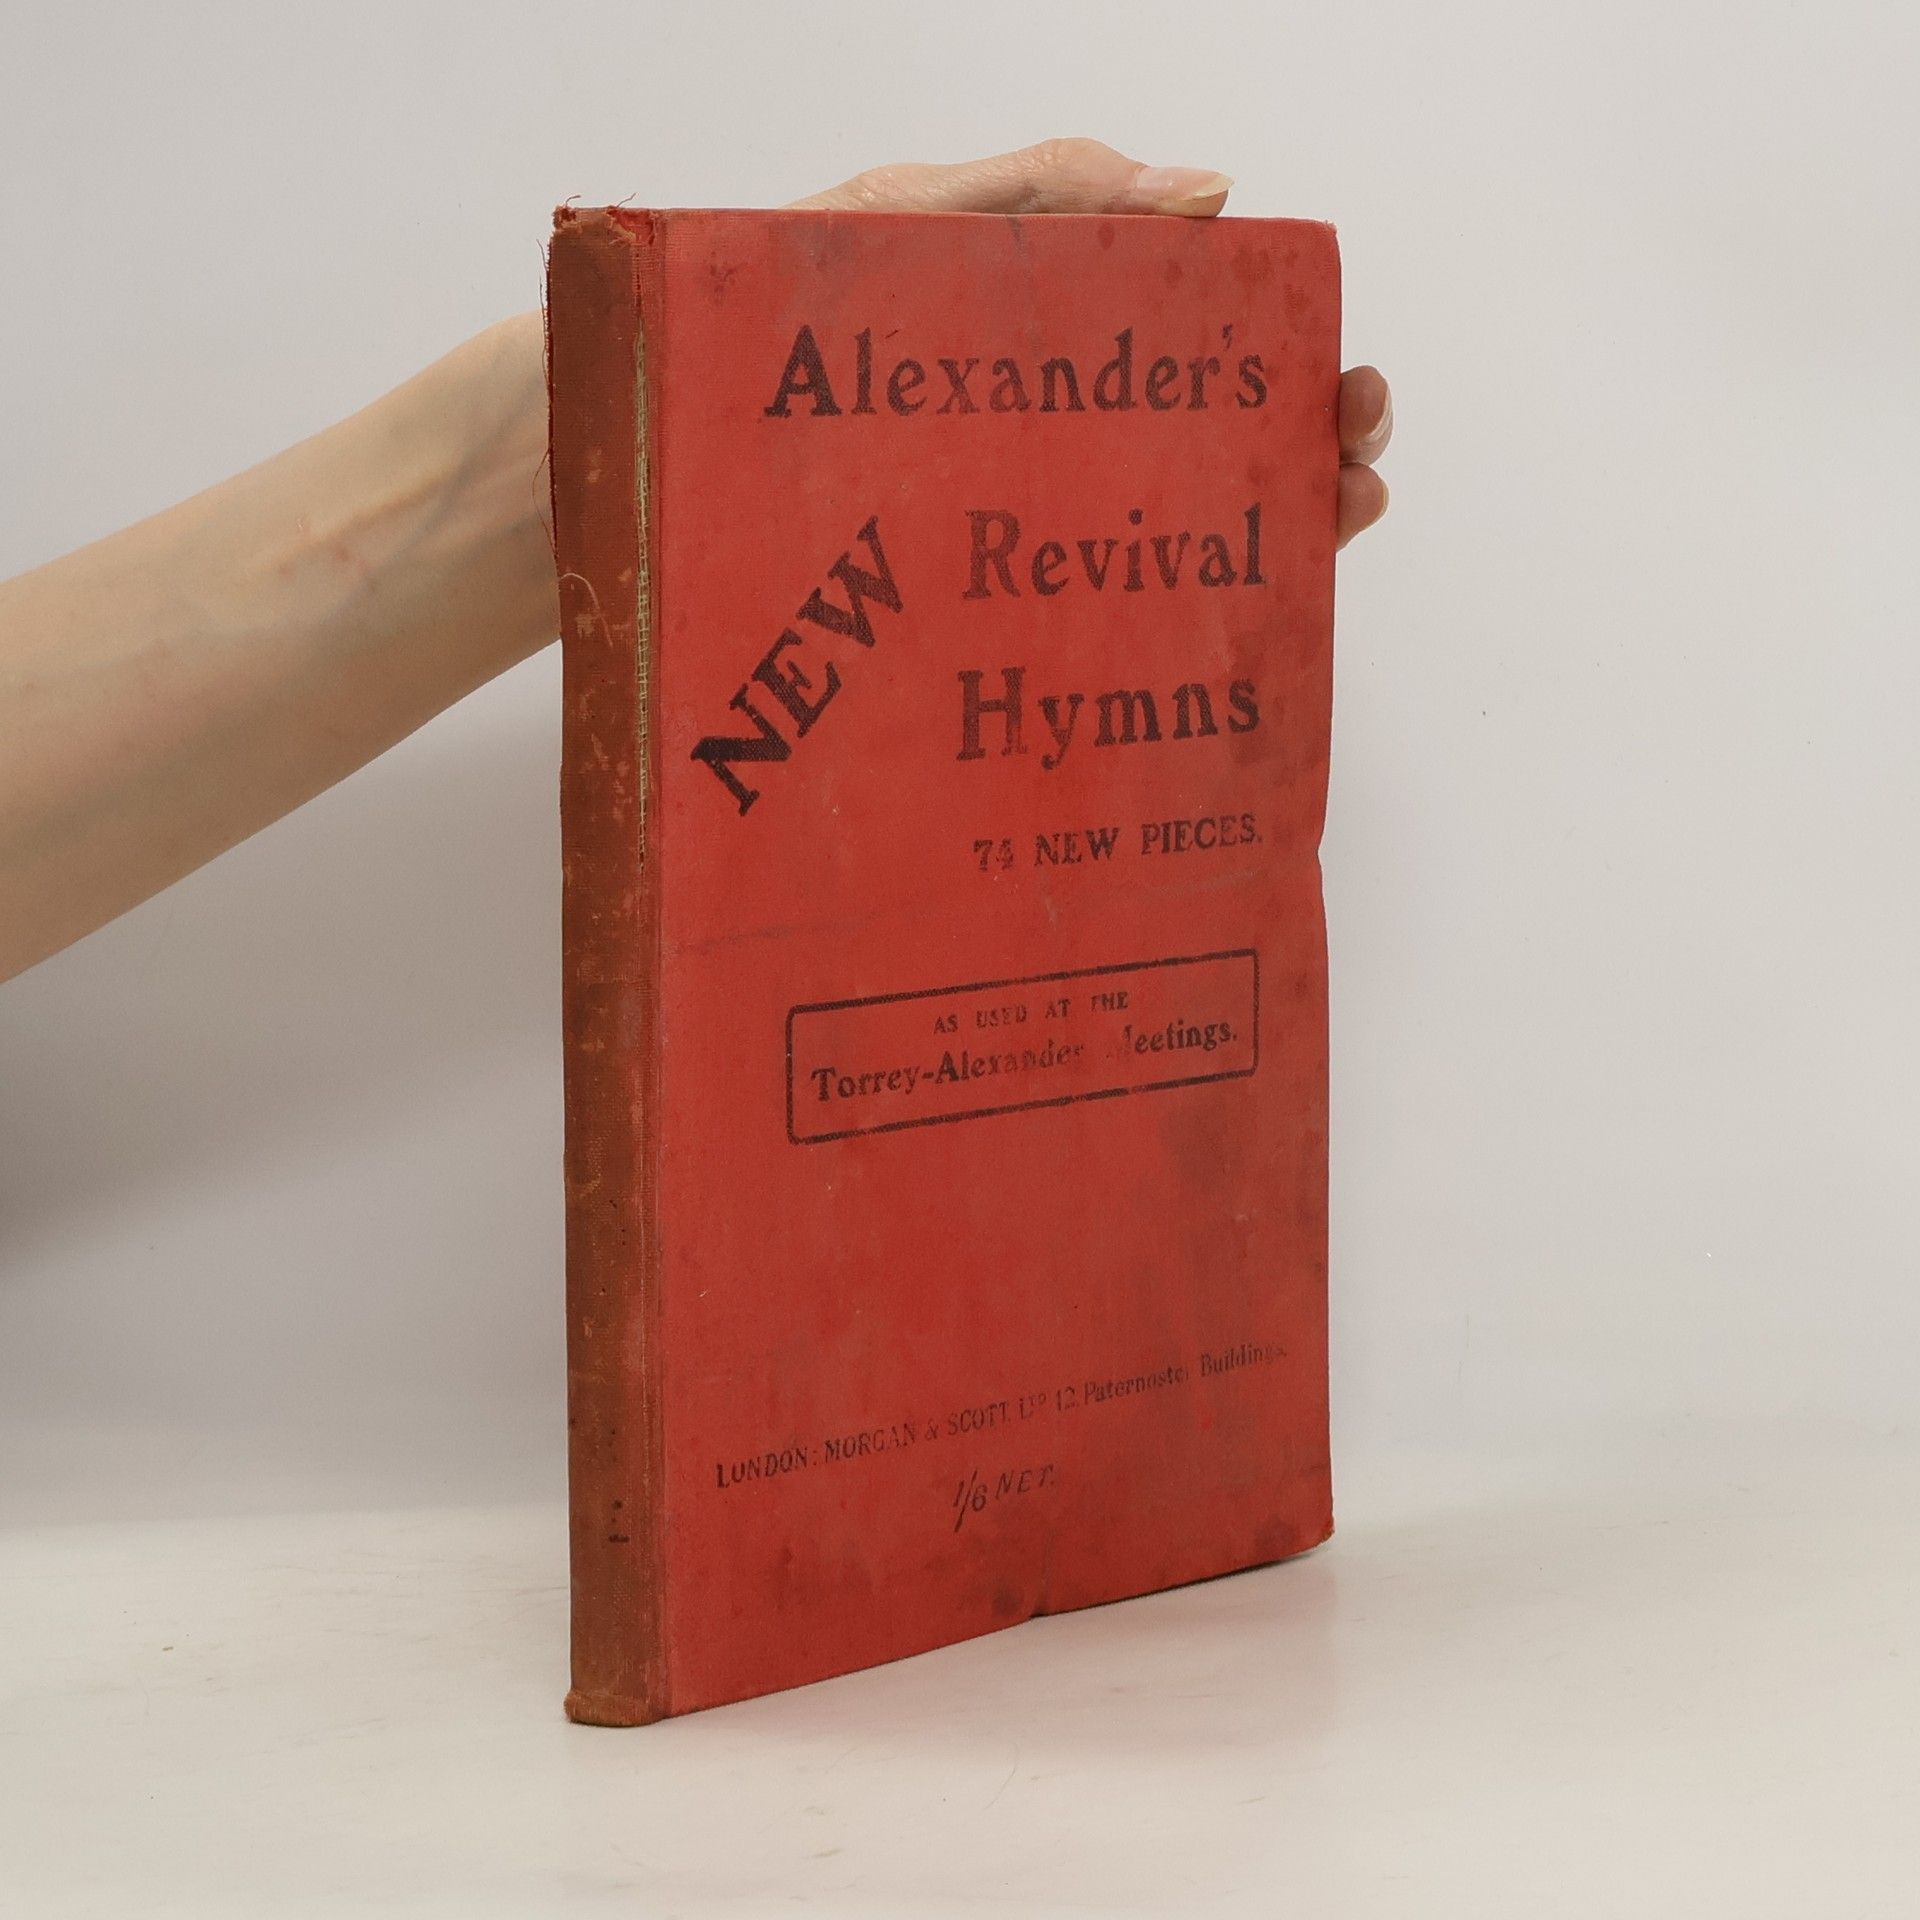 Alexander's
NEW Revival
Hymns
74 NEW PIECES.
AS USED AT THE
Torrey-Alexander Meetings.
LONDON: MORGAN & SCOTT. LTD 12, Paternoster Buildings.
1/6 NET.